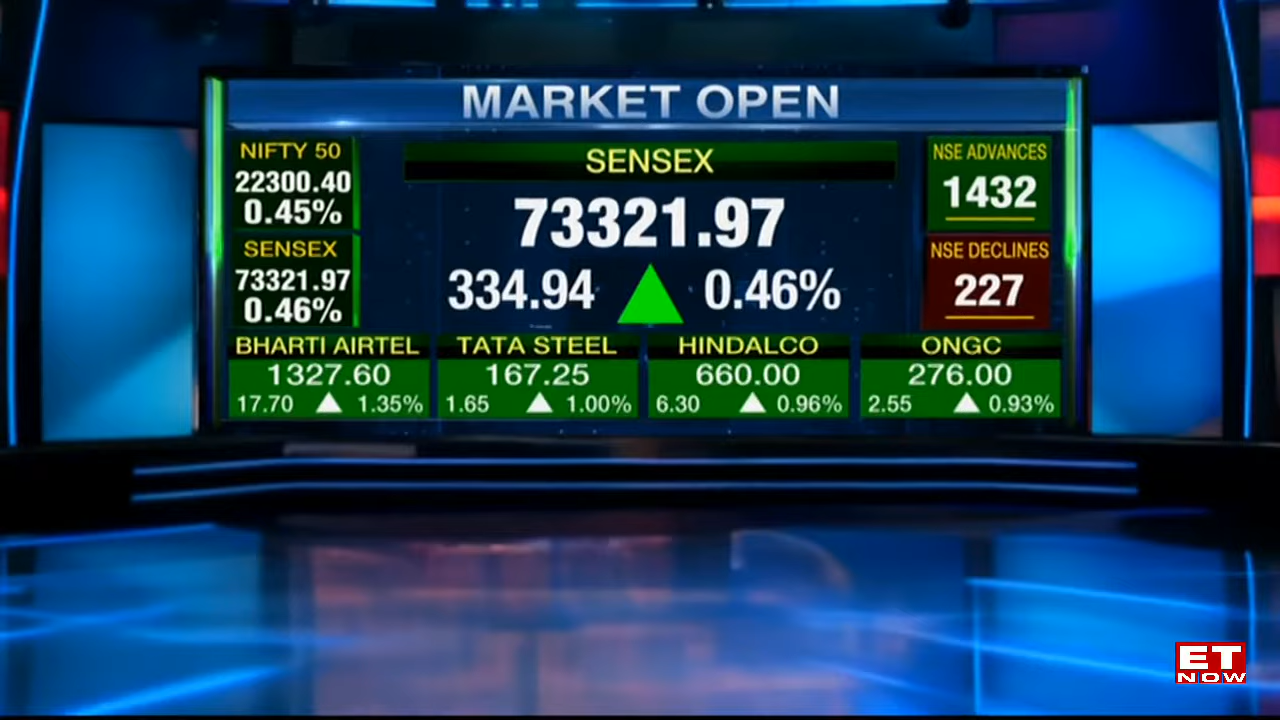 MARKET OPEN
NIFTY 50
22300.40
0.45%
SENSEX
73321.97
0.46%
SENSEX
73321.97
334.94 0.46%
NSE ADVANCES
1432
NSE DECLINES
227
BHARTI AIRTEL
1327.60
17.70 1.35%
TATA STEEL
167.25
1.65 1.00%
HINDALCO
660.00
6.30 0.96%
ONGC
276.00
2.55 0.93%
ET
NOW